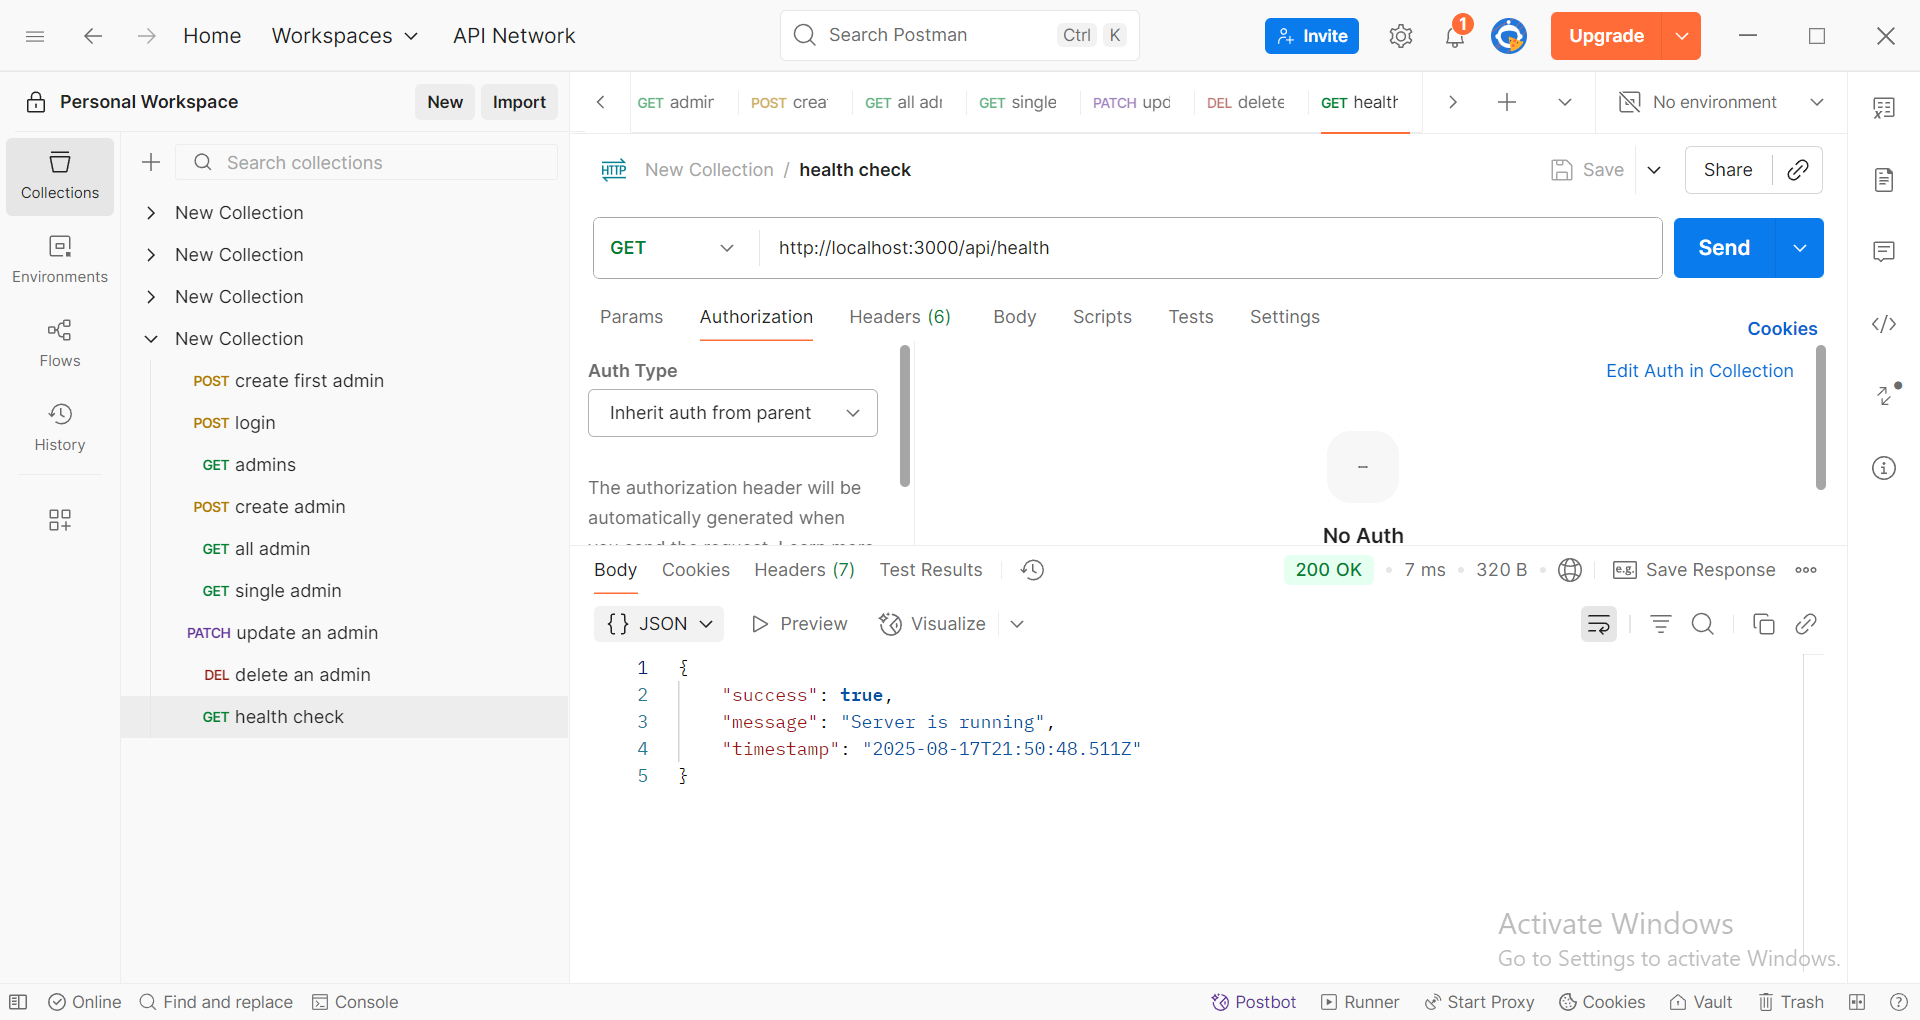 Home Workspaces API Network Search Postman Ctrl K Invite 1 Upgrade
Personal Workspace New Import
GET admin POST crea GET all adı GET single PATCH upd DEL delete GET health No environment
Collections
Environments
Flows
History
Search collections
New Collection
New Collection
New Collection
New Collection
POST create first admin
POST login
GET admins
POST create admin
GET all admin
GET single admin
PATCH update an admin
DEL delete an admin
GET health check
HTTP New Collection / health check Save Share
GET http://localhost:3000/api/health Send
Params Authorization Headers (6) Body Scripts Tests Settings Cookies
Auth Type
Inherit auth from parent
Edit Auth in Collection
The authorization header will be
automatically generated when
you send the request. Learn more
No Auth
Body Cookies Headers (7) Test Results 200 OK • 7 ms • 320 B • e.g. Save Response
{} JSON Preview Visualize
1 {
2 "success": true,
3 "message": "Server is running",
4 "timestamp": "2025-08-17T21:50:48.511Z"
5 }
Activate Windows
Go to Settings to activate Windows.
Online Find and replace Console Postbot Runner Start Proxy Cookies Vault Trash